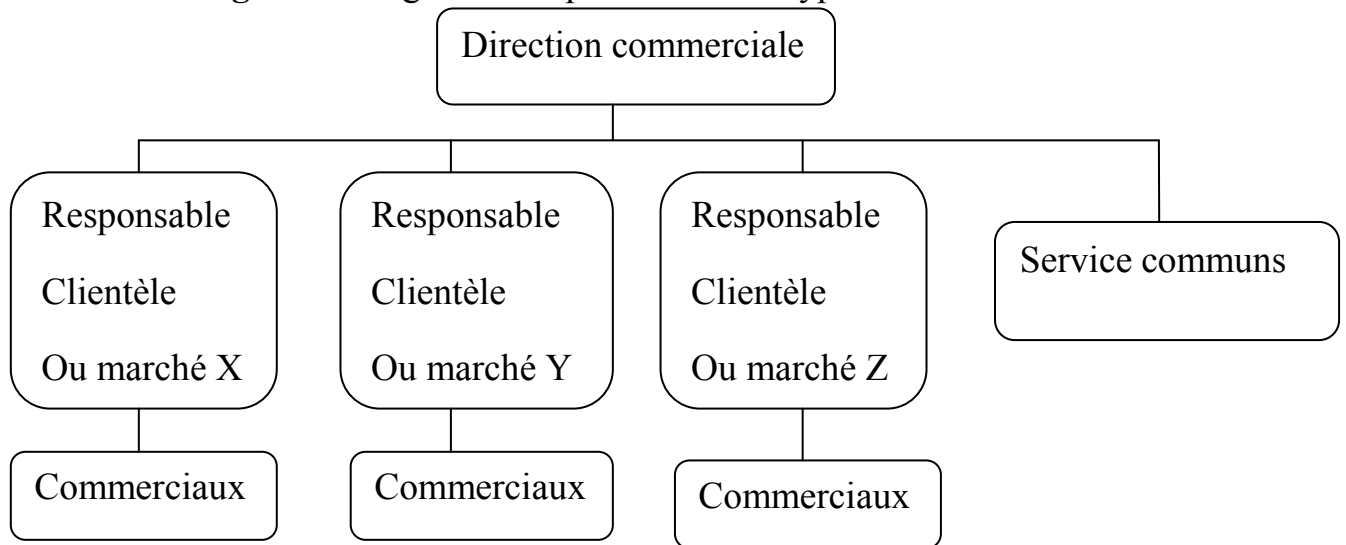 Direction commerciale
Responsable
Clientèle
Ou marché X
Responsable
Clientèle
Ou marché Y
Responsable
Clientèle
Ou marché Z
Service communs
Commerciaux
Commerciaux
Commerciaux